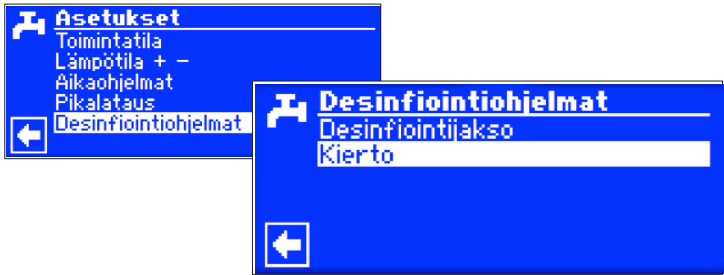 Asetukset
Toimintatila
Lämpötila + −
Aikaohjelmat
Pikalataus
Desinfiointiohjelmat
Desinfiointiohjelmat
Desinfiointijakso
Kierto